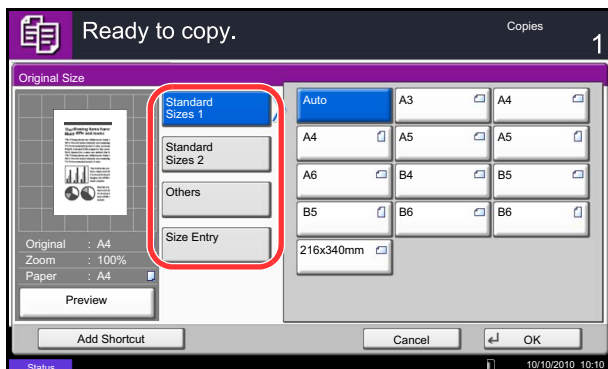 Ready to copy.
Copies
1
Original Size
Standard
Sizes 1
Standard
Sizes 2
Others
Size Entry
Auto
A3
A4
A4
A5
A5
A6
B4
B5
B5
B6
B6
216x340mm
Original : A4
Zoom : 100%
Paper : A4
Preview
Add Shortcut
Cancel
OK
Status
10/10/2010 10:10